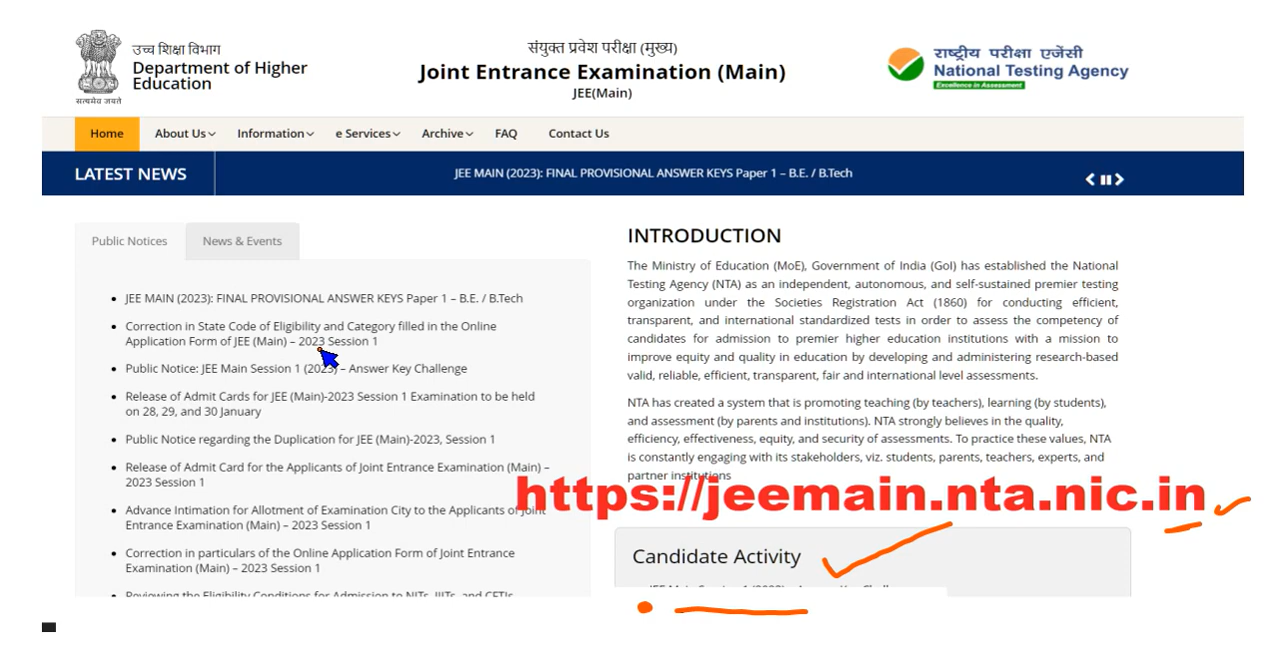 उच्च शिक्षा विभाग
Department of Higher
Education
सत्यमेव जयते
संयुक्त प्रवेश परीक्षा (मुख्य)
Joint Entrance Examination (Main)
JEE(Main)
राष्ट्रीय परीक्षा एजेंसी
National Testing Agency
Excellence in Assessment
Home About Us Information e Services Archive FAQ Contact Us
LATEST NEWS
JEE MAIN (2023): FINAL PROVISIONAL ANSWER KEYS Paper 1 – B.E. / B.Tech
Public Notices News & Events
JEE MAIN (2023): FINAL PROVISIONAL ANSWER KEYS Paper 1 – B.E. / B.Tech
Correction in State Code of Eligibility and Category filled in the Online
Application Form of JEE (Main) – 2023 Session 1
Public Notice: JEE Main Session 1 (2023) – Answer Key Challenge
Release of Admit Cards for JEE (Main)-2023 Session 1 Examination to be held
on 28, 29, and 30 January
Public Notice regarding the Duplication for JEE (Main)-2023, Session 1
Release of Admit Card for the Applicants of Joint Entrance Examination (Main) –
2023 Session 1
Advance Intimation for Allotment of Examination City to the Applicants of Joint
Entrance Examination (Main) – 2023 Session 1
Correction in particulars of the Online Application Form of Joint Entrance
Examination (Main) – 2023 Session 1
Reviewing the Eligibility Conditions for Admission to NITs, IIITs, and CFTIs
INTRODUCTION
The Ministry of Education (MoE), Government of India (GoI) has established the National
Testing Agency (NTA) as an independent, autonomous, and self-sustained premier testing
organization under the Societies Registration Act (1860) for conducting efficient,
transparent, and international standardized tests in order to assess the competency of
candidates for admission to premier higher education institutions with a mission to
improve equity and quality in education by developing and administering research-based
valid, reliable, efficient, transparent, fair and international level assessments.
NTA has created a system that is promoting teaching (by teachers), learning (by students),
and assessment (by parents and institutions). NTA strongly believes in the quality,
efficiency, effectiveness, equity, and security of assessments. To practice these values, NTA
is constantly engaging with its stakeholders, viz. students, parents, teachers, experts, and
partner institutions
https://jeemain.nta.nic.in
Candidate Activity